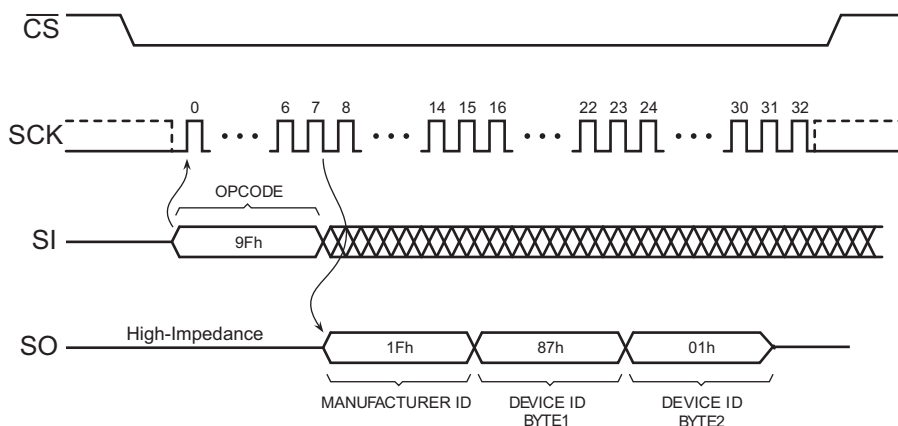 CS
0 6 7 8 14 15 16 22 23 24 30 31 32
SCK
OPCODE
SI
9Fh
High-Impedance
SO
1Fh 87h 01h
MANUFACTURER ID DEVICE ID DEVICE ID
BYTE1 BYTE2